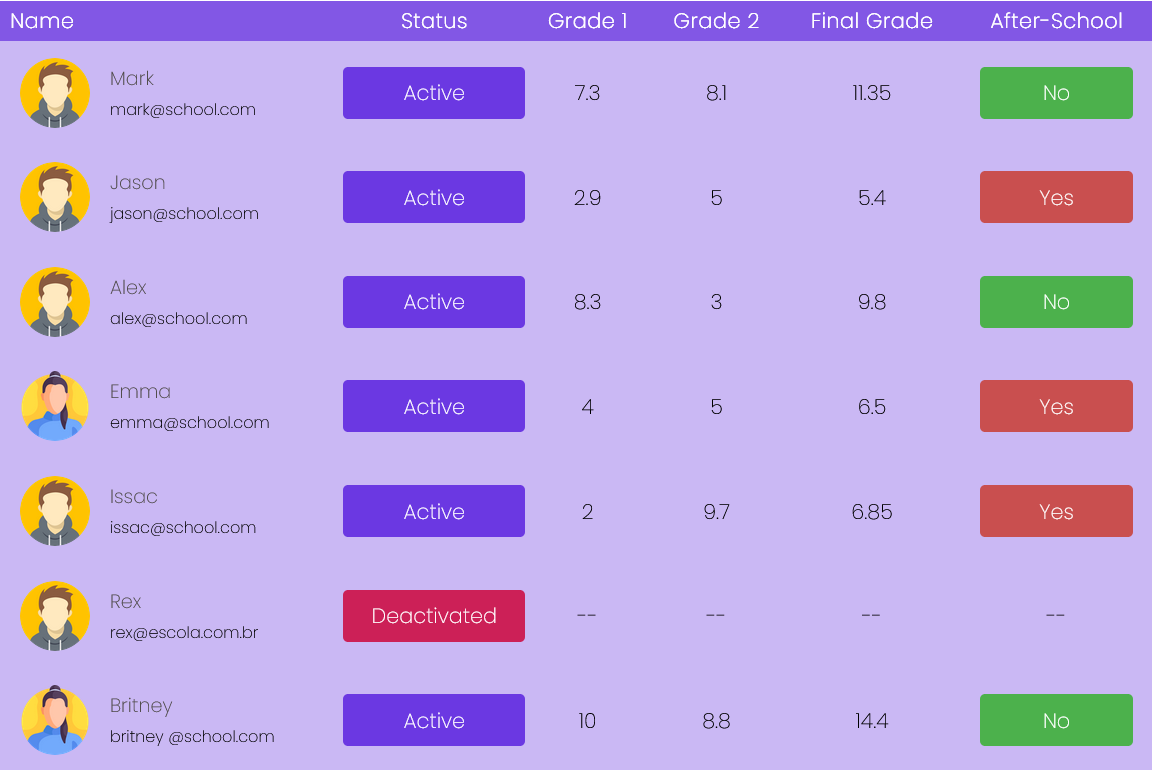 Name Status Grade 1 Grade 2 Final Grade After-School
Mark
mark@school.com
Active 7.3 8.1 11.35 No
Jason
jason@school.com
Active 2.9 5 5.4 Yes
Alex
alex@school.com
Active 8.3 3 9.8 No
Emma
emma@school.com
Active 4 5 6.5 Yes
Issac
issac@school.com
Active 2 9.7 6.85 Yes
Rex
rex@escola.com.br
Deactivated -- -- -- --
Britney
britney @school.com
Active 10 8.8 14.4 No